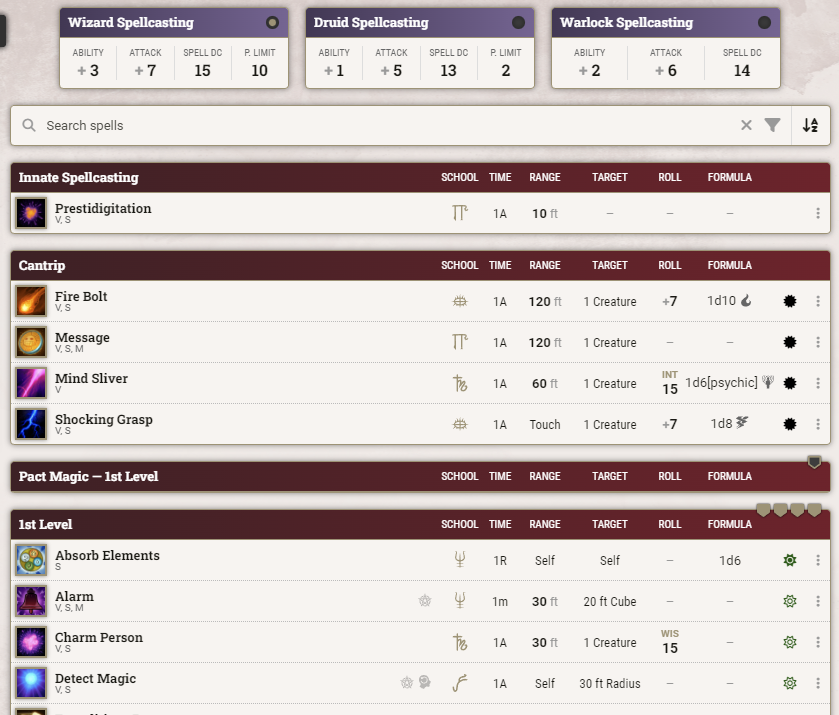 Wizard Spellcasting
ABILITY ATTACK SPELL DC P. LIMIT
+3 +7 15 10
Druid Spellcasting
ABILITY ATTACK SPELL DC P. LIMIT
+1 +5 13 2
Warlock Spellcasting
ABILITY ATTACK SPELL DC
+2 +6 14
Search spells
Innate Spellcasting SCHOOL TIME RANGE TARGET ROLL FORMULA
Prestidigitation 1A 10 ft – – –
V, S
Cantrip SCHOOL TIME RANGE TARGET ROLL FORMULA
Fire Bolt 1A 120 ft 1 Creature +7 1d10
V, S
Message 1A 120 ft 1 Creature – –
V, S, M
Mind Sliver 1A 60 ft 1 Creature INT 15 1d6[psychic]
V
Shocking Grasp 1A Touch 1 Creature +7 1d8
V, S
Pact Magic — 1st Level SCHOOL TIME RANGE TARGET ROLL FORMULA
1st Level SCHOOL TIME RANGE TARGET ROLL FORMULA
Absorb Elements 1R Self Self – 1d6
S
Alarm 1m 30 ft 20 ft Cube – –
V, S, M
Charm Person 1A 30 ft 1 Creature WIS 15 –
V, S
Detect Magic 1A Self 30 ft Radius – –
V, S